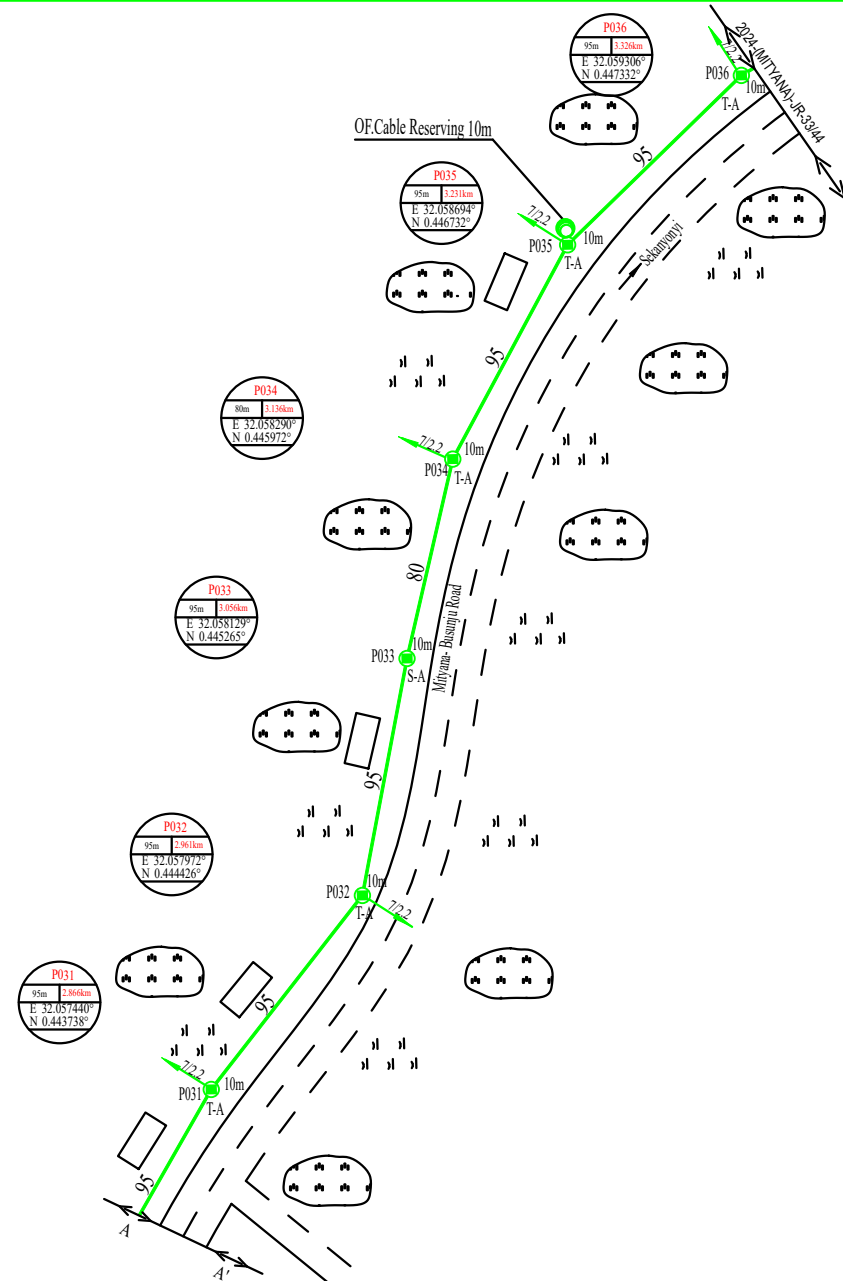 P036
95m 3.326km
E 32.059306°
N 0.447332°
2024-(MITYANA)-JR-33/44
7/2.2
P036
10m
T-A
95
OF.Cable Reserving 10m
P035
95m 3.231km
E 32.058694°
N 0.446732°
7/2.2
P035
10m
T-A
Sekanyonyi
95
P034
80m 3.136km
E 32.058290°
N 0.445972°
7/2.2
P034
10m
T-A
80
P033
95m 3.056km
E 32.058129°
N 0.445265°
P033
10m
S-A
Mityana- Busunju Road
95
P032
95m 2.961km
E 32.057972°
N 0.444426°
P032
10m
T-A
7/2.2
95
P031
95m 2.866km
E 32.057440°
N 0.443738°
7/2.2
P031
10m
T-A
95
A
A'